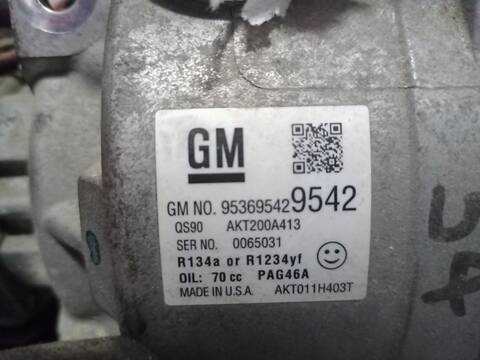 GM
GM NO. 95369542 9542
QS90 AKT200A413
SER NO. 0065031
R134a or R1234yf
OIL: 70 cc PAG46A
MADE IN U.S.A. AKT011H403T